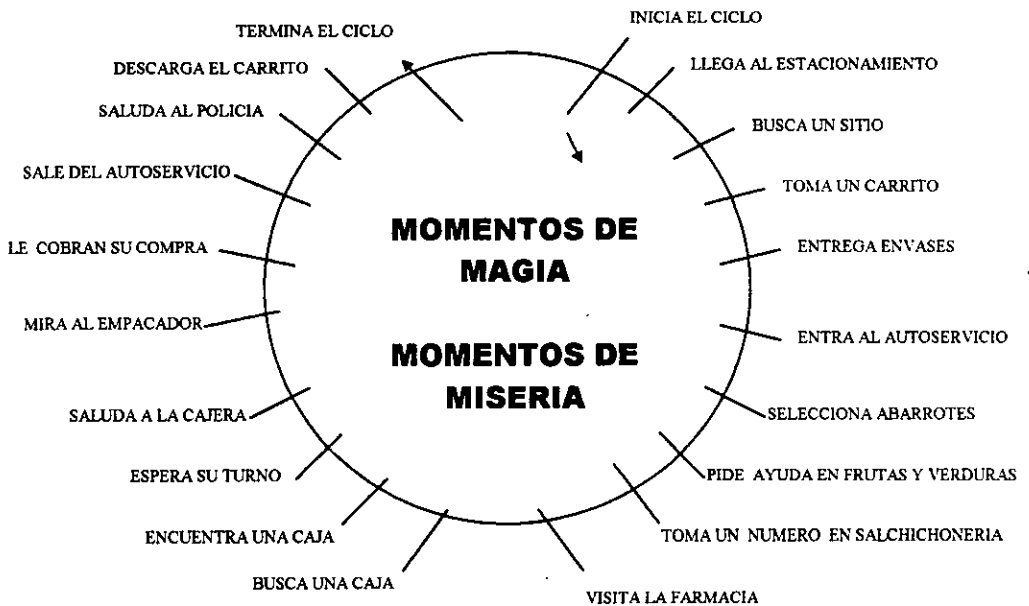 INICIA EL CICLO
LLEGA AL ESTACIONAMIENTO
BUSCA UN SITIO
TOMA UN CARRITO
ENTREGA ENVASES
ENTRA AL AUTOSERVICIO
SELECCIONA ABARROTES
PIDE AYUDA EN FRUTAS Y VERDURAS
TOMA UN NUMERO EN SALCHICHONERIA
VISITA LA FARMACIA
BUSCA UNA CAJA
ENCUENTRA UNA CAJA
ESPERA SU TURNO
SALUDA A LA CAJERA
MIRA AL EMPACADOR
LE COBRAN SU COMPRA
SALE DEL AUTOSERVICIO
SALUDA AL POLICIA
DESCARGA EL CARRITO
TERMINA EL CICLO
MOMENTOS DE
MAGIA
MOMENTOS DE
MISERIA